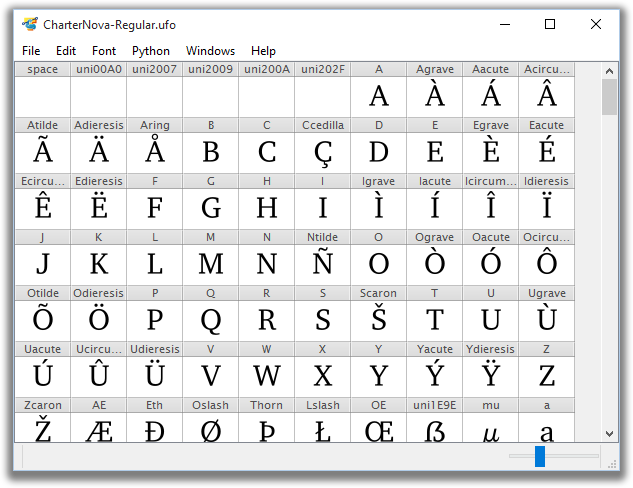 CharterNova-Regular.ufo
File Edit Font Python Windows Help
space uni00A0 uni2007 uni2009 uni200A uni202F A Agrave Aacute Acircu...
A À Á Â
Atilde Adieresis Aring B C Ccedilla D E Egrave Eacute
Ã Ä Å B C Ç D E È É
Ecircu... Edieresis F G H I Igrave Iacute Icircum... Idieresis
Ê Ë F G H I Ì Í Î Ï
J K L M N Ntilde O Ograve Oacute Ocircu...
J K L M N Ñ O Ò Ó Ô
Otilde Odieresis P Q R S Scaron T U Ugrave
Õ Ö P Q R S Š T U Ù
Uacute Ucircu... Udieresis V W X Y Yacute Ydieresis Z
Ú Û Ü V W X Y Ý Ÿ Z
Zcaron AE Eth Oslash Thorn Lslash OE uni1E9E mu a
Ž Æ Ð Ø Þ Ł Œ ẞ µ a